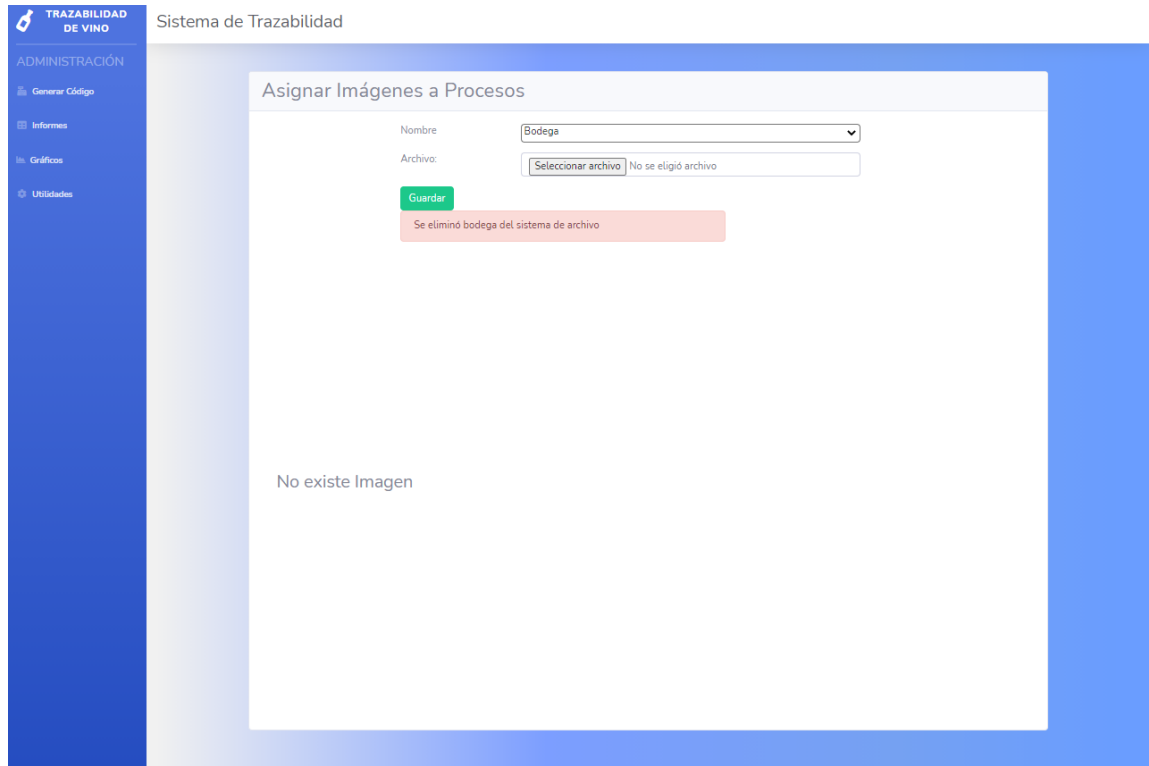 TRAZABILIDAD
DE VINO
Sistema de Trazabilidad
ADMINISTRACIÓN
Generar Código
Informes
Gráficos
Utilidades
Asignar Imágenes a Procesos
Nombre
Bodega
Archivo:
Seleccionar archivo No se eligió archivo
Guardar
Se eliminó bodega del sistema de archivo
No existe Imagen